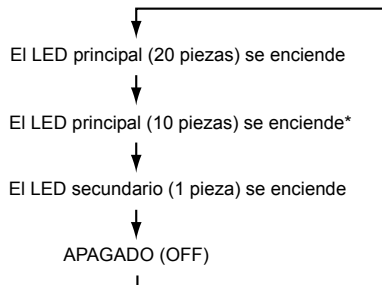 El LED principal (20 piezas) se enciende
El LED principal (10 piezas) se enciende*
El LED secundario (1 pieza) se enciende
APAGADO (OFF)